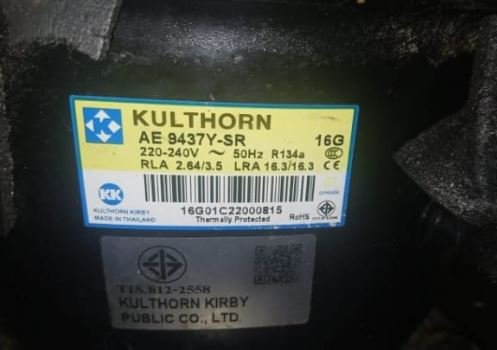 KULTHORN
AE 9437Y-SR 16G
220-240V ~ 50Hz R134a
RLA 2.64/3.5 LRA 16.3/16.3
KK
KULTHORN KIRBY
MADE IN THAILAND
16G01C22000815
Thermally Protected
RoHS
TIS.812-2558
KULTHORN KIRBY
PUBLIC CO., LTD.